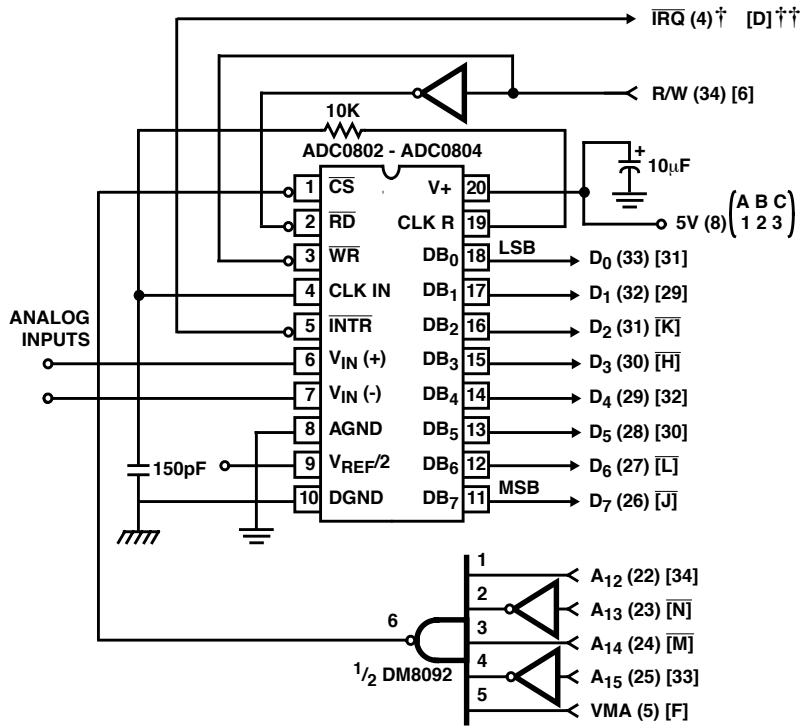 I̅R̅Q̅ (4)† [D]††
R/W (34) [6]
10K
ADC0802 - ADC0804
10µF
+
1 C̅S̅
V+ 20
2 R̅D̅
CLK R 19
5V (8) (A B C
1 2 3)
3 W̅R̅
DB0 18 LSB D0 (33) [31]
4 CLK IN
DB1 17 D1 (32) [29]
ANALOG
INPUTS
5 I̅N̅T̅R̅
DB2 16 D2 (31) [K̅]
6 VIN (+)
DB3 15 D3 (30) [H̅]
7 VIN (-)
DB4 14 D4 (29) [32]
8 AGND
DB5 13 D5 (28) [30]
150pF
9 VREF/2
DB6 12 D6 (27) [L̅]
10 DGND
DB7 11 MSB D7 (26) [J̅]
1 A12 (22) [34]
2 A13 (23) [N̅]
6
3 A14 (24) [M̅]
1/2 DM8092
4 A15 (25) [33]
5 VMA (5) [F]